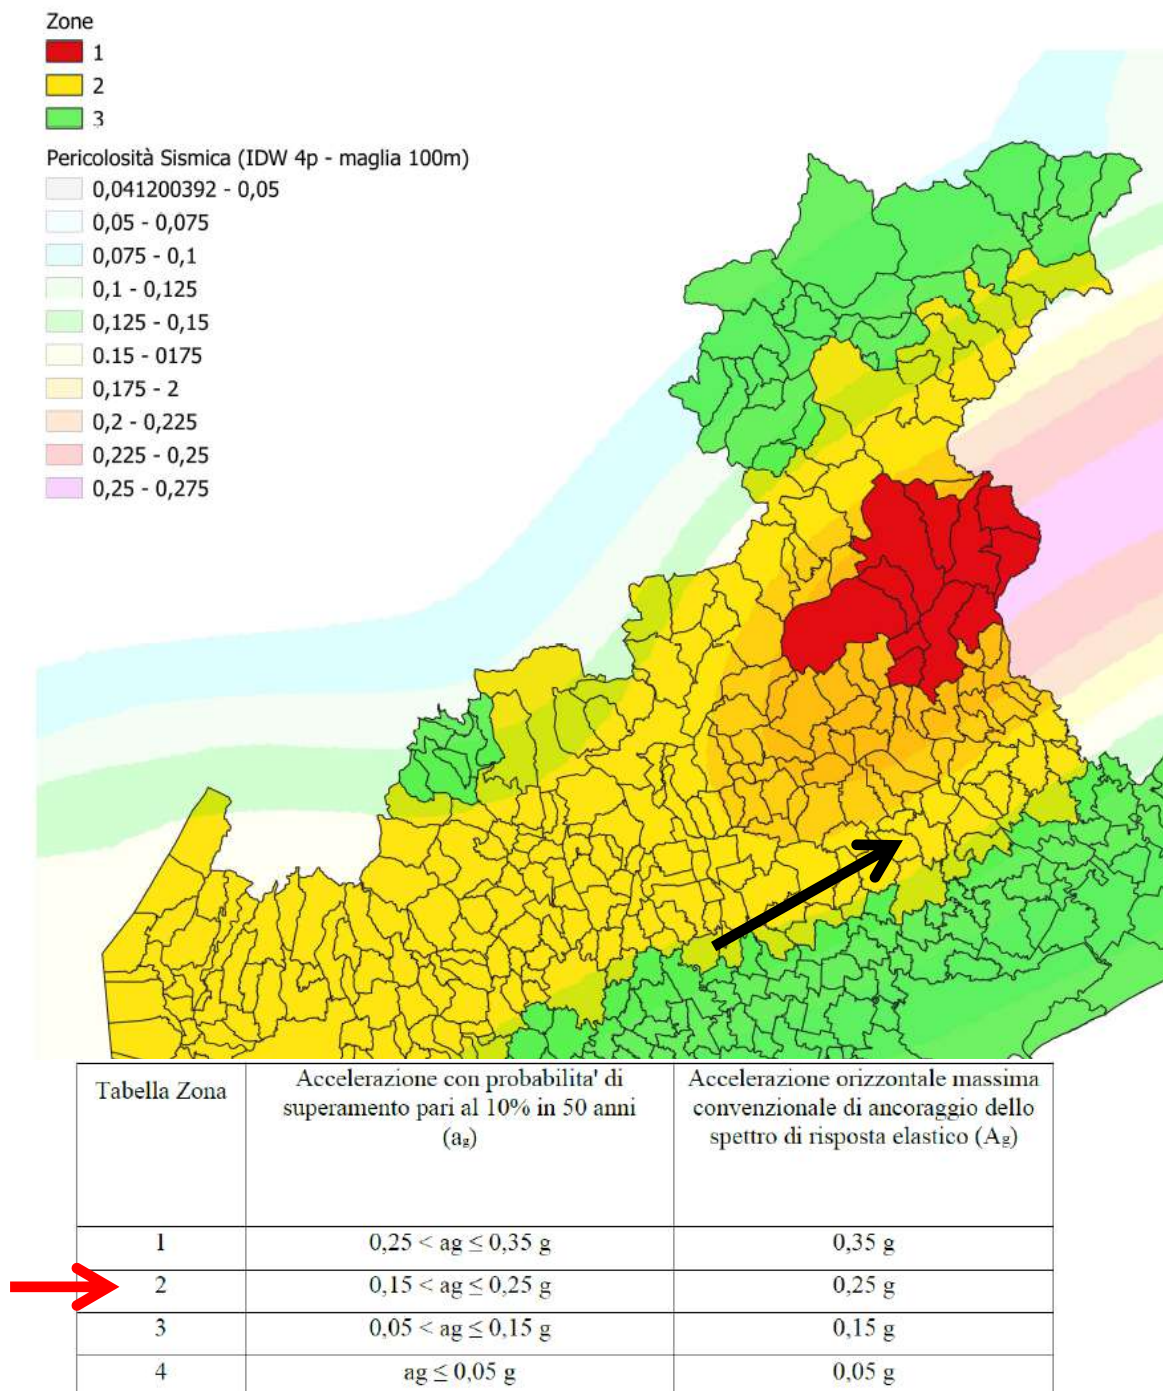 Zone
1
2
3
Pericolosità Sismica (IDW 4p - maglia 100m)
0,041200392 - 0,05
0,05 - 0,075
0,075 - 0,1
0,1 - 0,125
0,125 - 0,15
0.15 - 0175
0,175 - 2
0,2 - 0,225
0,225 - 0,25
0,25 - 0,275
Tabella Zona
Accelerazione con probabilita' di
superamento pari al 10% in 50 anni
(ag)
Accelerazione orizzontale massima
convenzionale di ancoraggio dello
spettro di risposta elastico (Ag)
1 0,25 < ag ≤ 0,35 g 0,35 g
2 0,15 < ag ≤ 0,25 g 0,25 g
3 0,05 < ag ≤ 0,15 g 0,15 g
4 ag ≤ 0,05 g 0,05 g